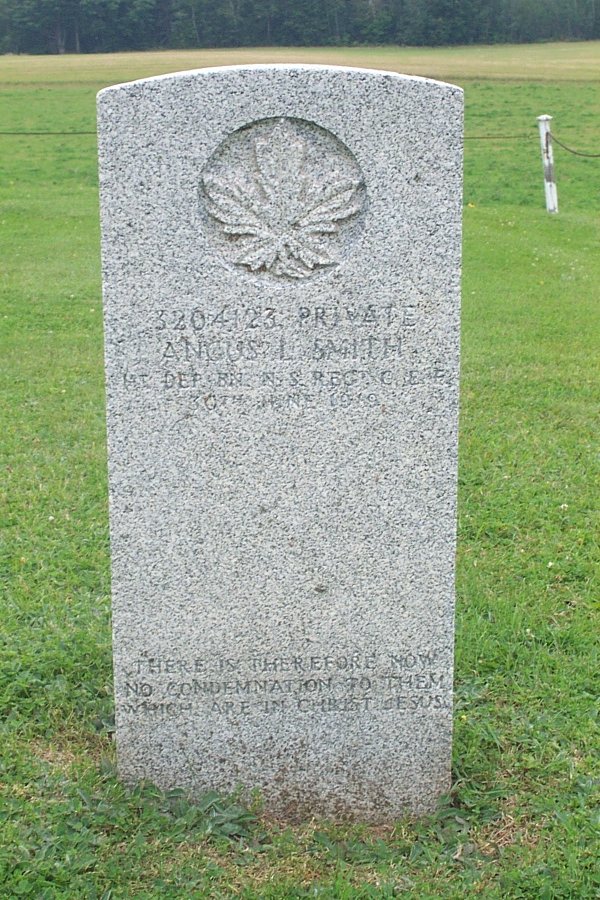 3204123 PRIVATE
ANGUS L. SMITH
1ST DEP. BN. N.S. REGT. C.E.F.
30TH JUNE 1919
THERE IS THEREFORE NOW
NO CONDEMNATION TO THEM
WHICH ARE IN CHRIST JESUS.